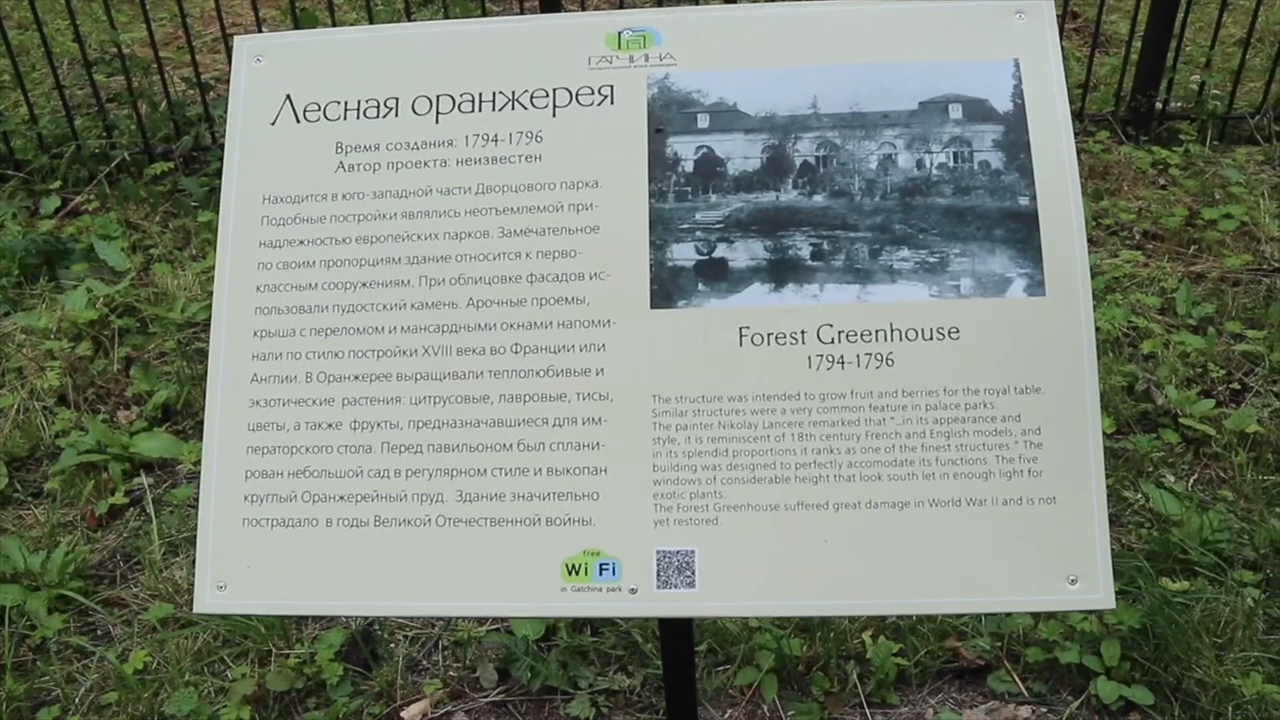 ГАТЧИНА
Лесная оранжерея
Время создания: 1794-1796
Автор проекта: неизвестен
Находится в юго-западной части Дворцового парка.
Подобные постройки являлись неотъемлемой при-
надлежностью европейских парков. Замечательное
по своим пропорциям здание относится к перво-
классным сооружениям. При облицовке фасадов ис-
пользовали пудостский камень. Арочные проемы,
крыша с переломом и мансардными окнами напоми-
нали по стилю постройки XVIII века во Франции или
Англии. В Оранжерее выращивали теплолюбивые и
экзотические растения: цитрусовые, лавровые, тисы,
цветы, а также фрукты, предназначавшиеся для им-
ператорского стола. Перед павильоном был сплани-
рован небольшой сад в регулярном стиле и выкопан
круглый Оранжерейный пруд. Здание значительно
пострадало в годы Великой Отечественной войны.
Forest Greenhouse
1794-1796
The structure was intended to grow fruit and berries for the royal table.
Similar structures were a very common feature in palace parks.
The painter Nikolay Lancere remarked that “...in its appearance and
style, it is reminiscent of 18th century French and English models, and
in its splendid proportions it ranks as one of the finest structures.” The
building was designed to perfectly accomodate its functions. The five
windows of considerable height that look south let in enough light for
exotic plants.
The Forest Greenhouse suffered great damage in World War II and is not
yet restored.
free
Wi Fi
in Gatchina park